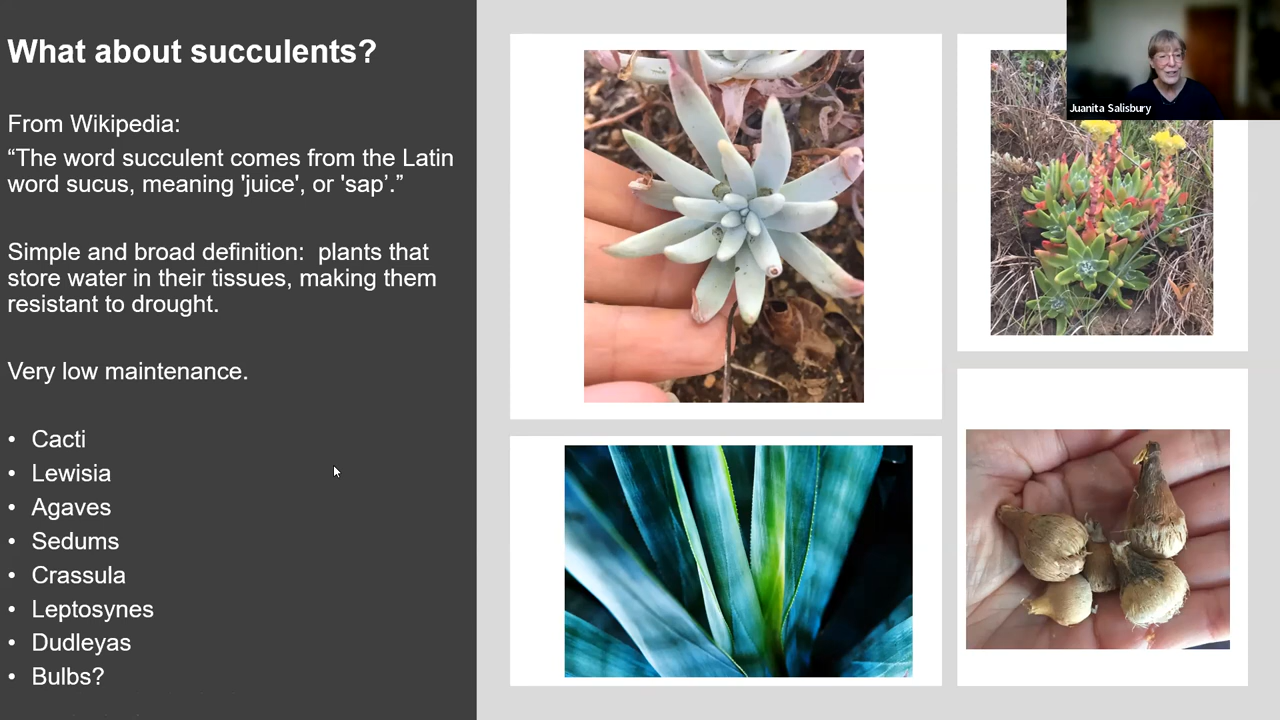 What about succulents?
From Wikipedia:
“The word succulent comes from the Latin
word sucus, meaning 'juice', or 'sap’.”
Simple and broad definition:  plants that
store water in their tissues, making them
resistant to drought.
Very low maintenance.
• Cacti
• Lewisia
• Agaves
• Sedums
• Crassula
• Leptosynes
• Dudleyas
• Bulbs?
Juanita Salisbury